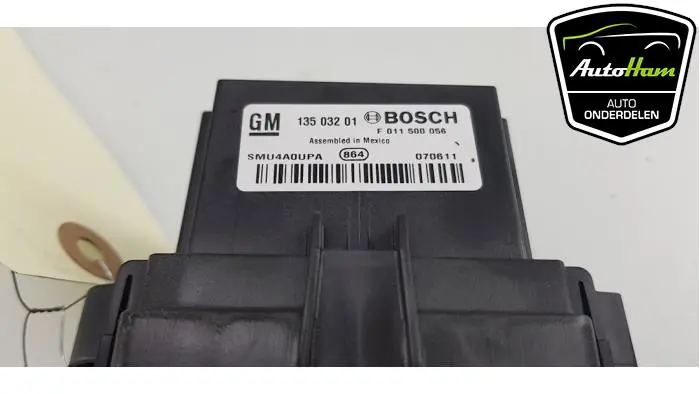 GM 135 032 01 BOSCH
F 011 500 056
Assembled in Mexico
SMU4A0UPA 864 070611
AutoHam
AUTO
ONDERDELEN